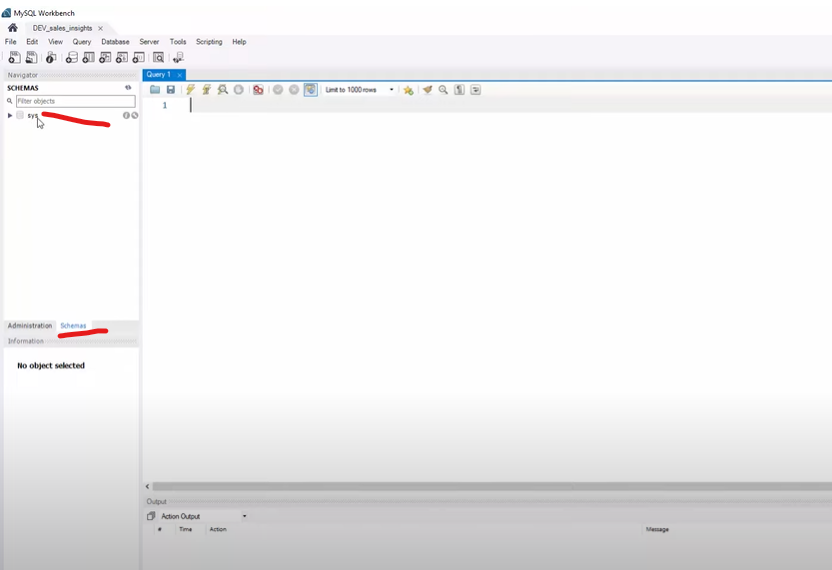 MySQL Workbench
DEV_sales_insights
File Edit View Query Database Server Tools Scripting Help
Navigator
SCHEMAS
Filter objects
sys
Administration Schemas
Information
No object selected
Query 1
Limit to 1000 rows
1
Output
Action Output
# Time Action Message